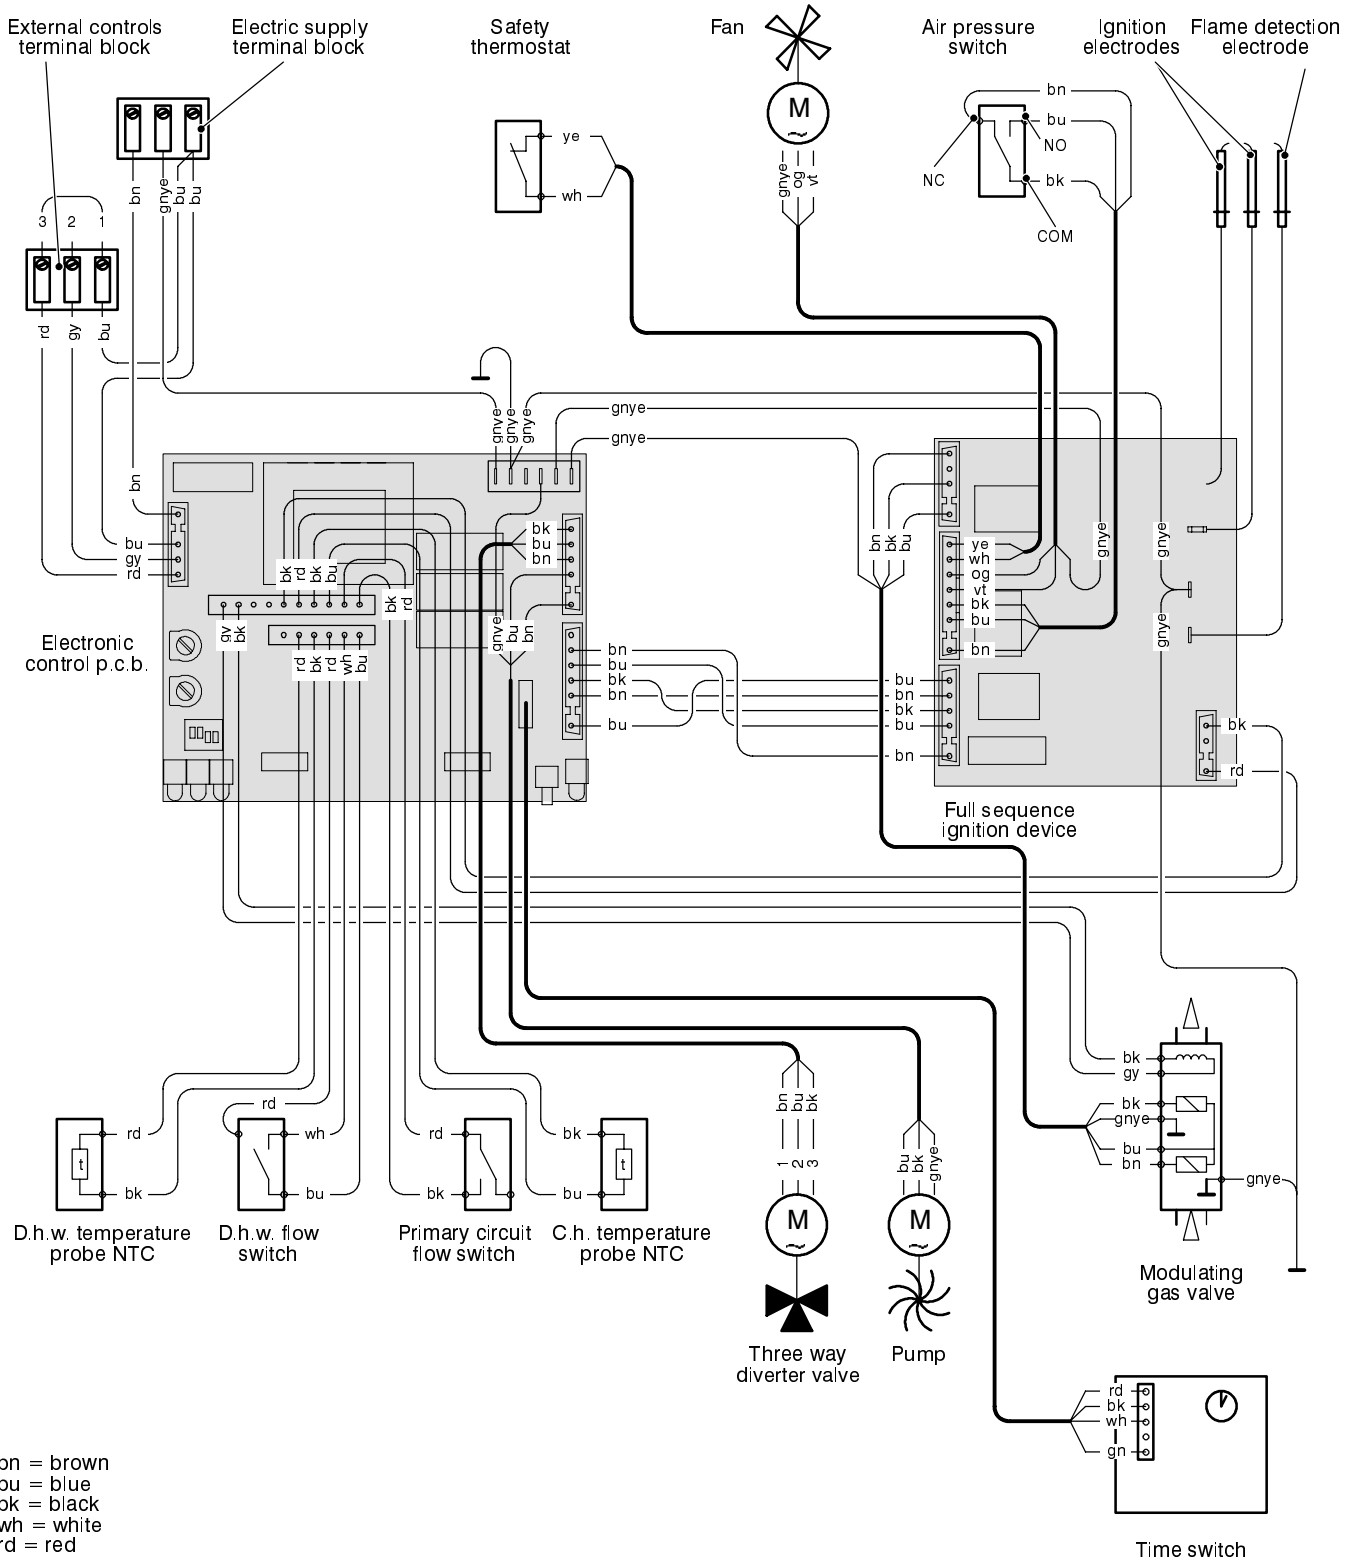 External controls
terminal block
Electric supply
terminal block
Safety
thermostat
Fan
Air pressure
switch
Ignition
electrodes
Flame detection
electrode
M
bn
bu
NO
bk
NC
COM
ye
wh
gnye
og
vt
bn
gnye
bu
bu
3
2
1
rd
gy
bu
gnye
gnye
gnye
gnye
gnye
bn
bu
gy
rd
bk
rd
bk
bu
bk
rd
gy
bk
rd
bk
rd
wh
bu
bk
bu
bn
gnye
bu
bn
bn
bu
bk
bn
bu
bu
bn
bk
bu
bn
bn
bk
bu
ye
wh
og
vt
bk
bu
bn
gnye
gnye
gnye
bk
rd
Electronic
control p.c.b.
Full sequence
ignition device
bk
gy
bk
gnye
bu
bn
gnye
rd
bk
t
rd
wh
bu
rd
bk
bk
bu
t
bn
bu
bk
1
2
3
M
bu
bk
gnye
M
D.h.w. temperature
probe NTC
D.h.w. flow
switch
Primary circuit
flow switch
C.h. temperature
probe NTC
Modulating
gas valve
Three way
diverter valve
Pump
rd
bk
wh
gn
Time switch
bn = brown
bu = blue
bk = black
wh = white
rd = red